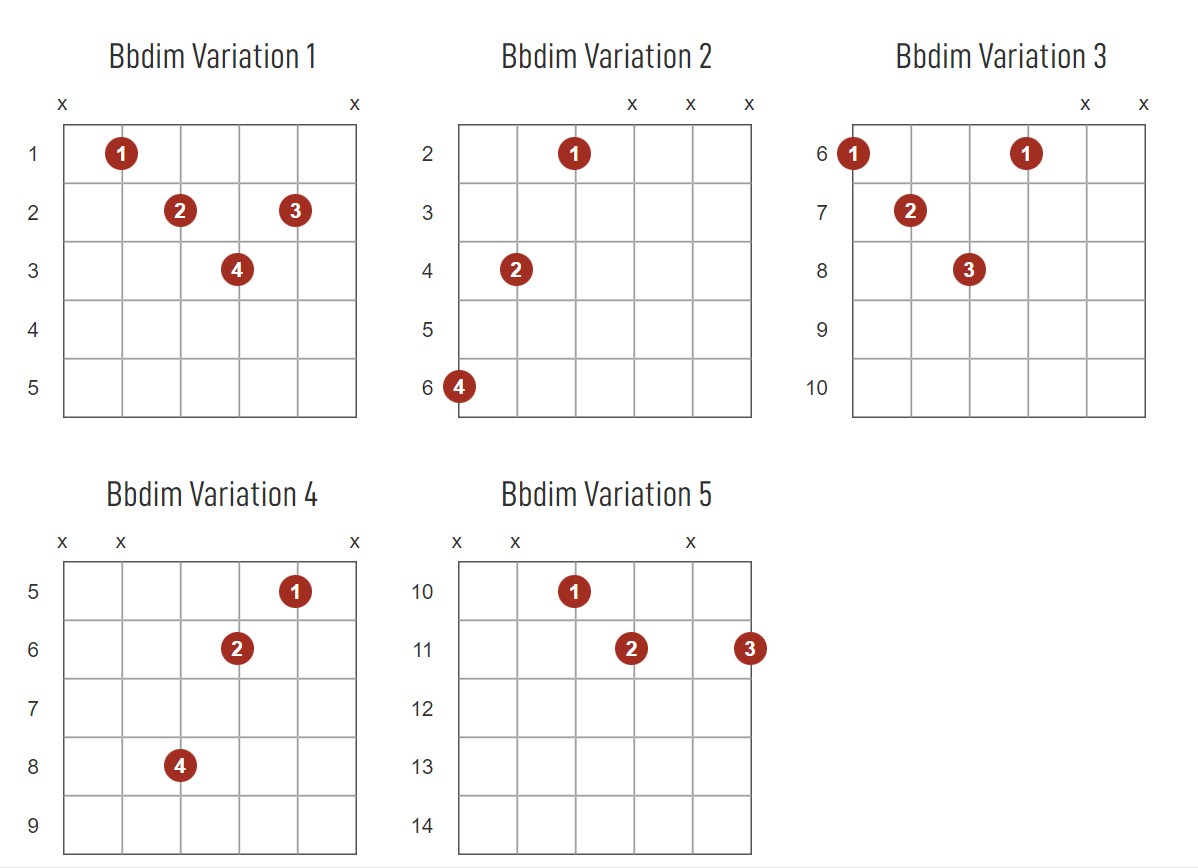 Bbdim Variation 1
x x
1 1
2 2 3
3 4
4
5
Bbdim Variation 2
x x x
2 1
3
4 2
5
6 4
Bbdim Variation 3
x x
6 1 1
7 2
8 3
9
10
Bbdim Variation 4
x x x
5 1
6 2
7
8 4
9
Bbdim Variation 5
x x x
10 1
11 2 3
12
13
14